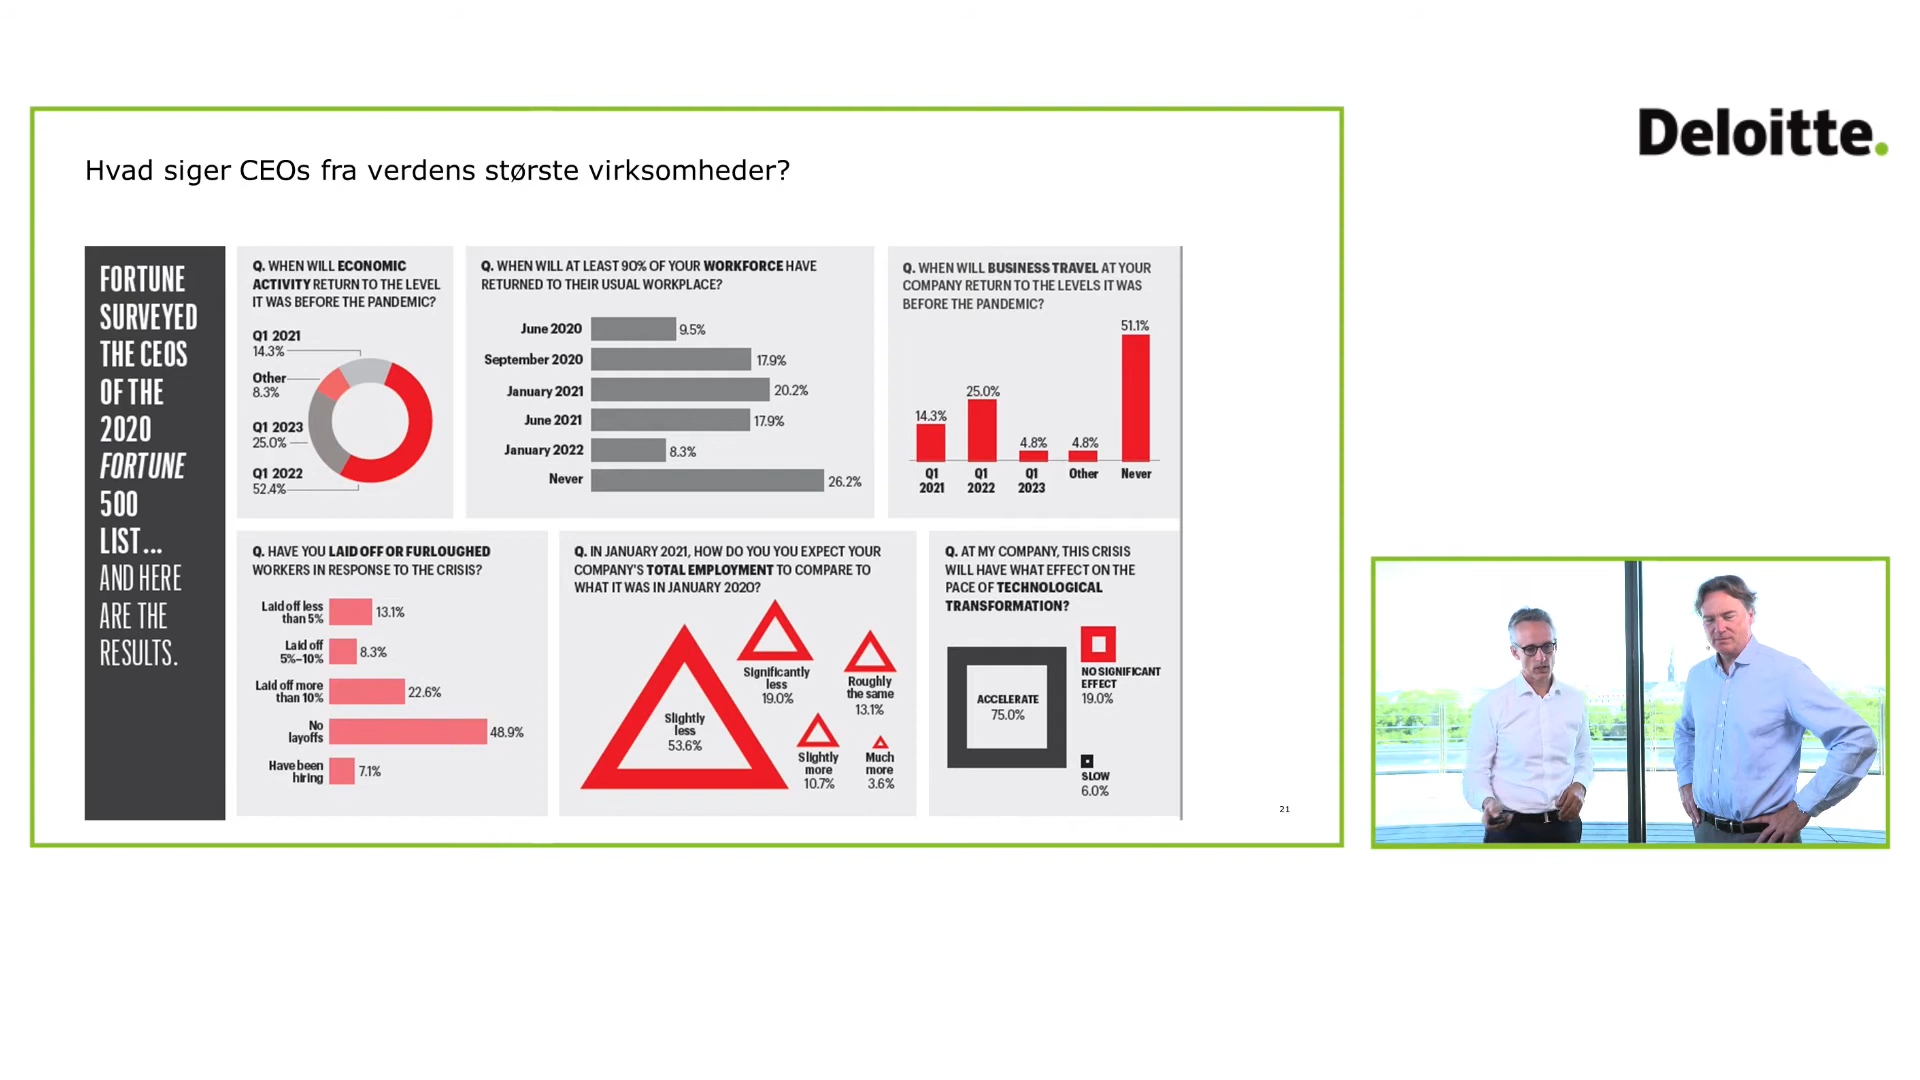 Deloitte.
Hvad siger CEOs fra verdens største virksomheder?
FORTUNE
SURVEYED
THE CEOS
OF THE
2020
FORTUNE
500
LIST...
AND HERE
ARE THE
RESULTS.
Q. WHEN WILL ECONOMIC
ACTIVITY RETURN TO THE LEVEL
IT WAS BEFORE THE PANDEMIC?
Q1 2021
14.3%
Other
8.3%
Q1 2023
25.0%
Q1 2022
52.4%
Q. WHEN WILL AT LEAST 90% OF YOUR WORKFORCE HAVE
RETURNED TO THEIR USUAL WORKPLACE?
June 2020 9.5%
September 2020 17.9%
January 2021 20.2%
June 2021 17.9%
January 2022 8.3%
Never 26.2%
Q. WHEN WILL BUSINESS TRAVEL AT YOUR
COMPANY RETURN TO THE LEVELS IT WAS
BEFORE THE PANDEMIC?
14.3%
25.0%
4.8%
4.8%
51.1%
Q1 Q1 Q1 Other Never
2021 2022 2023
Q. HAVE YOU LAID OFF OR FURLOUGHED
WORKERS IN RESPONSE TO THE CRISIS?
Laid off less
than 5%
13.1%
Laid off
5%–10%
8.3%
Laid off more
than 10%
22.6%
No
layoffs
48.9%
Have been
hiring
7.1%
Q. IN JANUARY 2021, HOW DO YOU YOU EXPECT YOUR
COMPANY'S TOTAL EMPLOYMENT TO COMPARE TO
WHAT IT WAS IN JANUARY 2020?
Slightly
less
53.6%
Significantly
less
19.0%
Roughly
the same
13.1%
Slightly
more
10.7%
Much
more
3.6%
Q. AT MY COMPANY, THIS CRISIS
WILL HAVE WHAT EFFECT ON THE
PACE OF TECHNOLOGICAL
TRANSFORMATION?
ACCELERATE
75.0%
NO SIGNIFICANT
EFFECT
19.0%
SLOW
6.0%
21